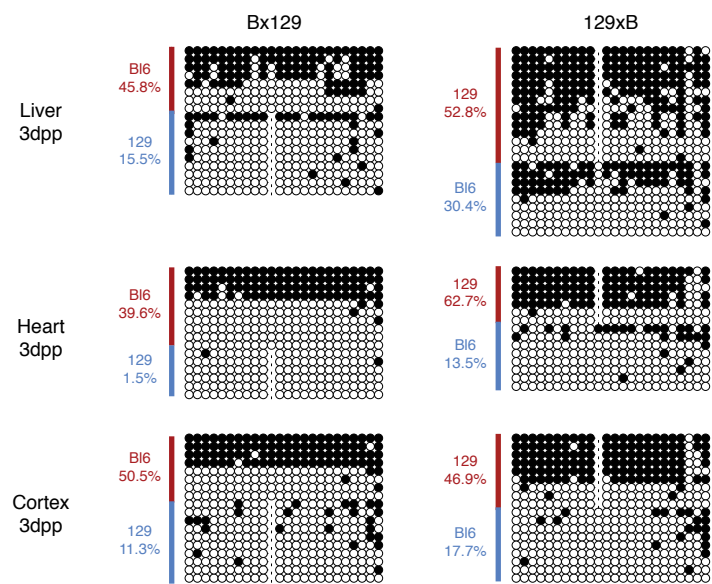 Bx129
129xB
Liver
3dpp
Bl6
45.8%
129
15.5%
129
52.8%
Bl6
30.4%
Heart
3dpp
Bl6
39.6%
129
1.5%
129
62.7%
Bl6
13.5%
Cortex
3dpp
Bl6
50.5%
129
11.3%
129
46.9%
Bl6
17.7%